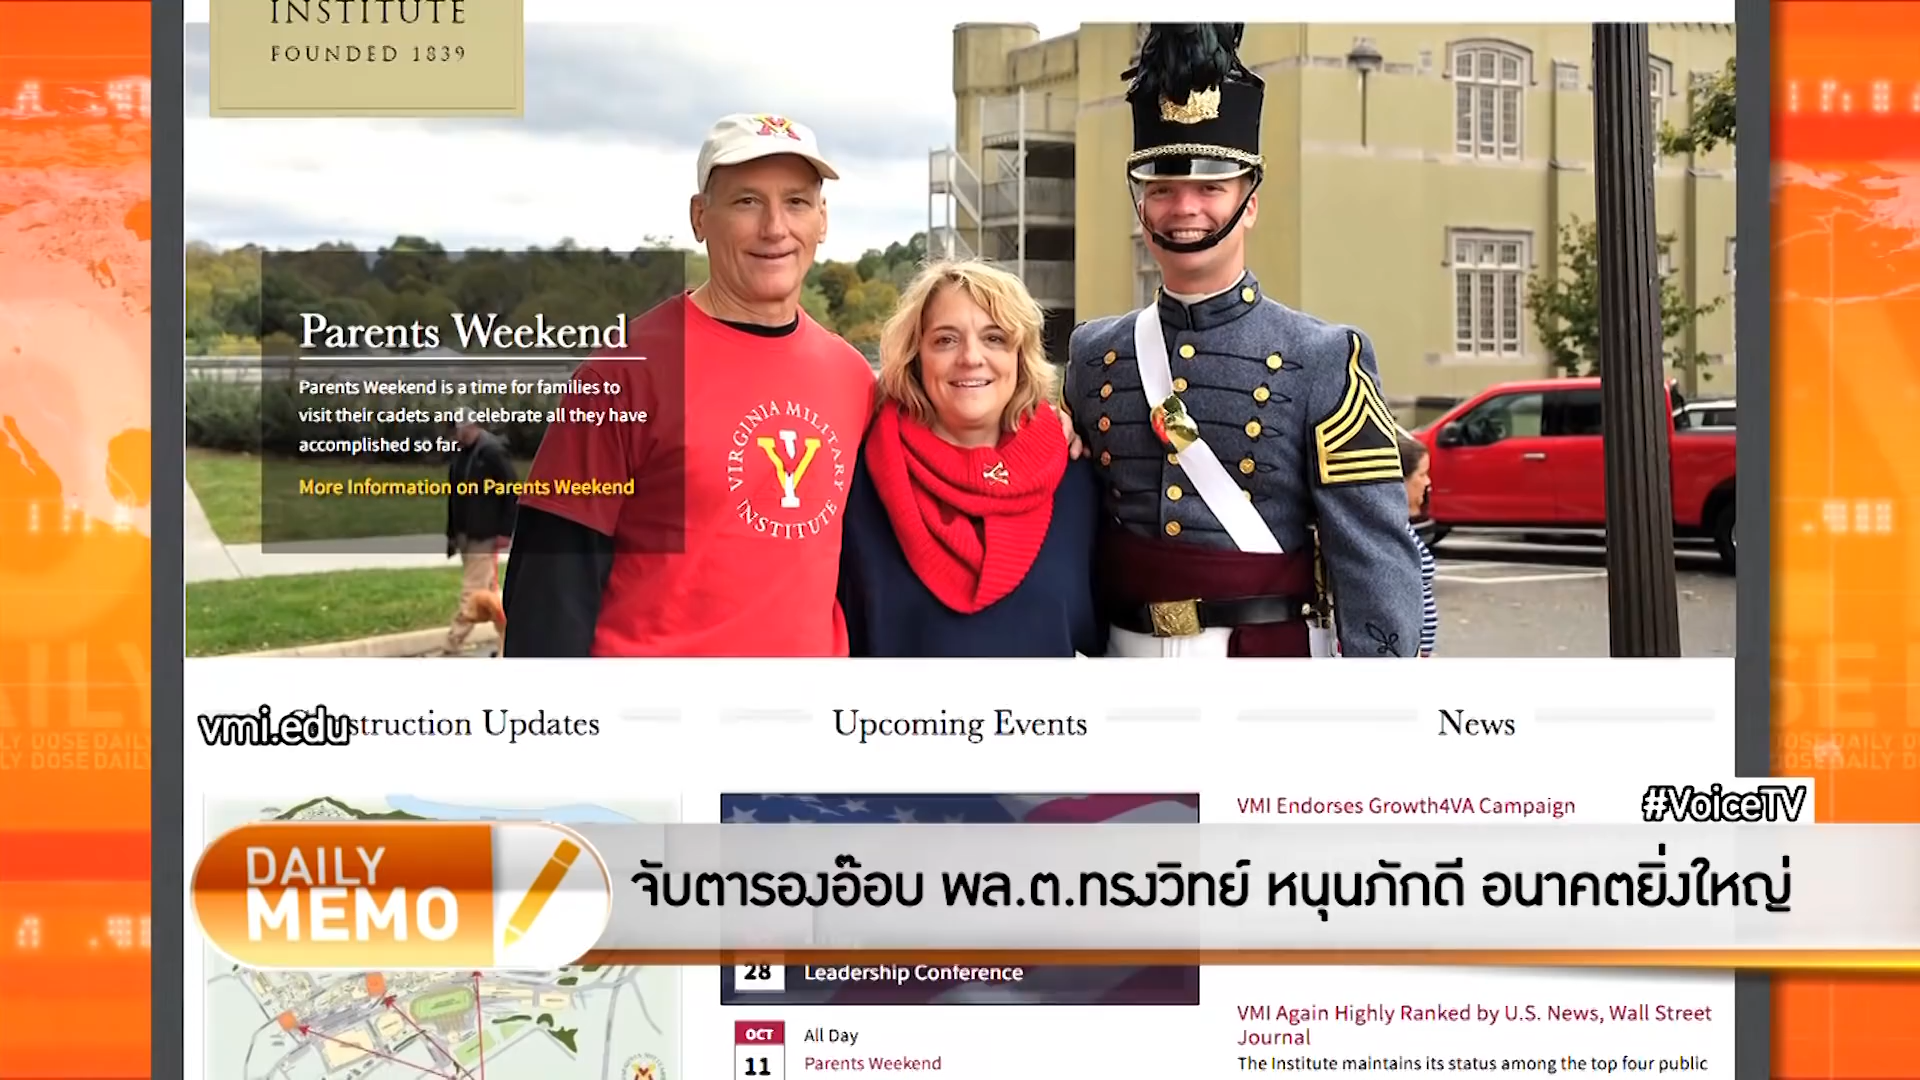 INSTITUTE
FOUNDED 1839
Parents Weekend
Parents Weekend is a time for families to
visit their cadets and celebrate all they have
accomplished so far.
More Information on Parents Weekend
VIRGINIA MILITARY
INSTITUTE
vmi.edu
struction Updates
Upcoming Events
News
VMI Endorses Growth4VA Campaign
#VoiceTV
DAILY
MEMO
จับตารองอ๊อบ พล.ต.ทรงวิทย์ หนุนภักดี อนาคตยิ่งใหญ่
28
Leadership Conference
OCT
11
All Day
Parents Weekend
VMI Again Highly Ranked by U.S. News, Wall Street
Journal
The Institute maintains its status among the top four public